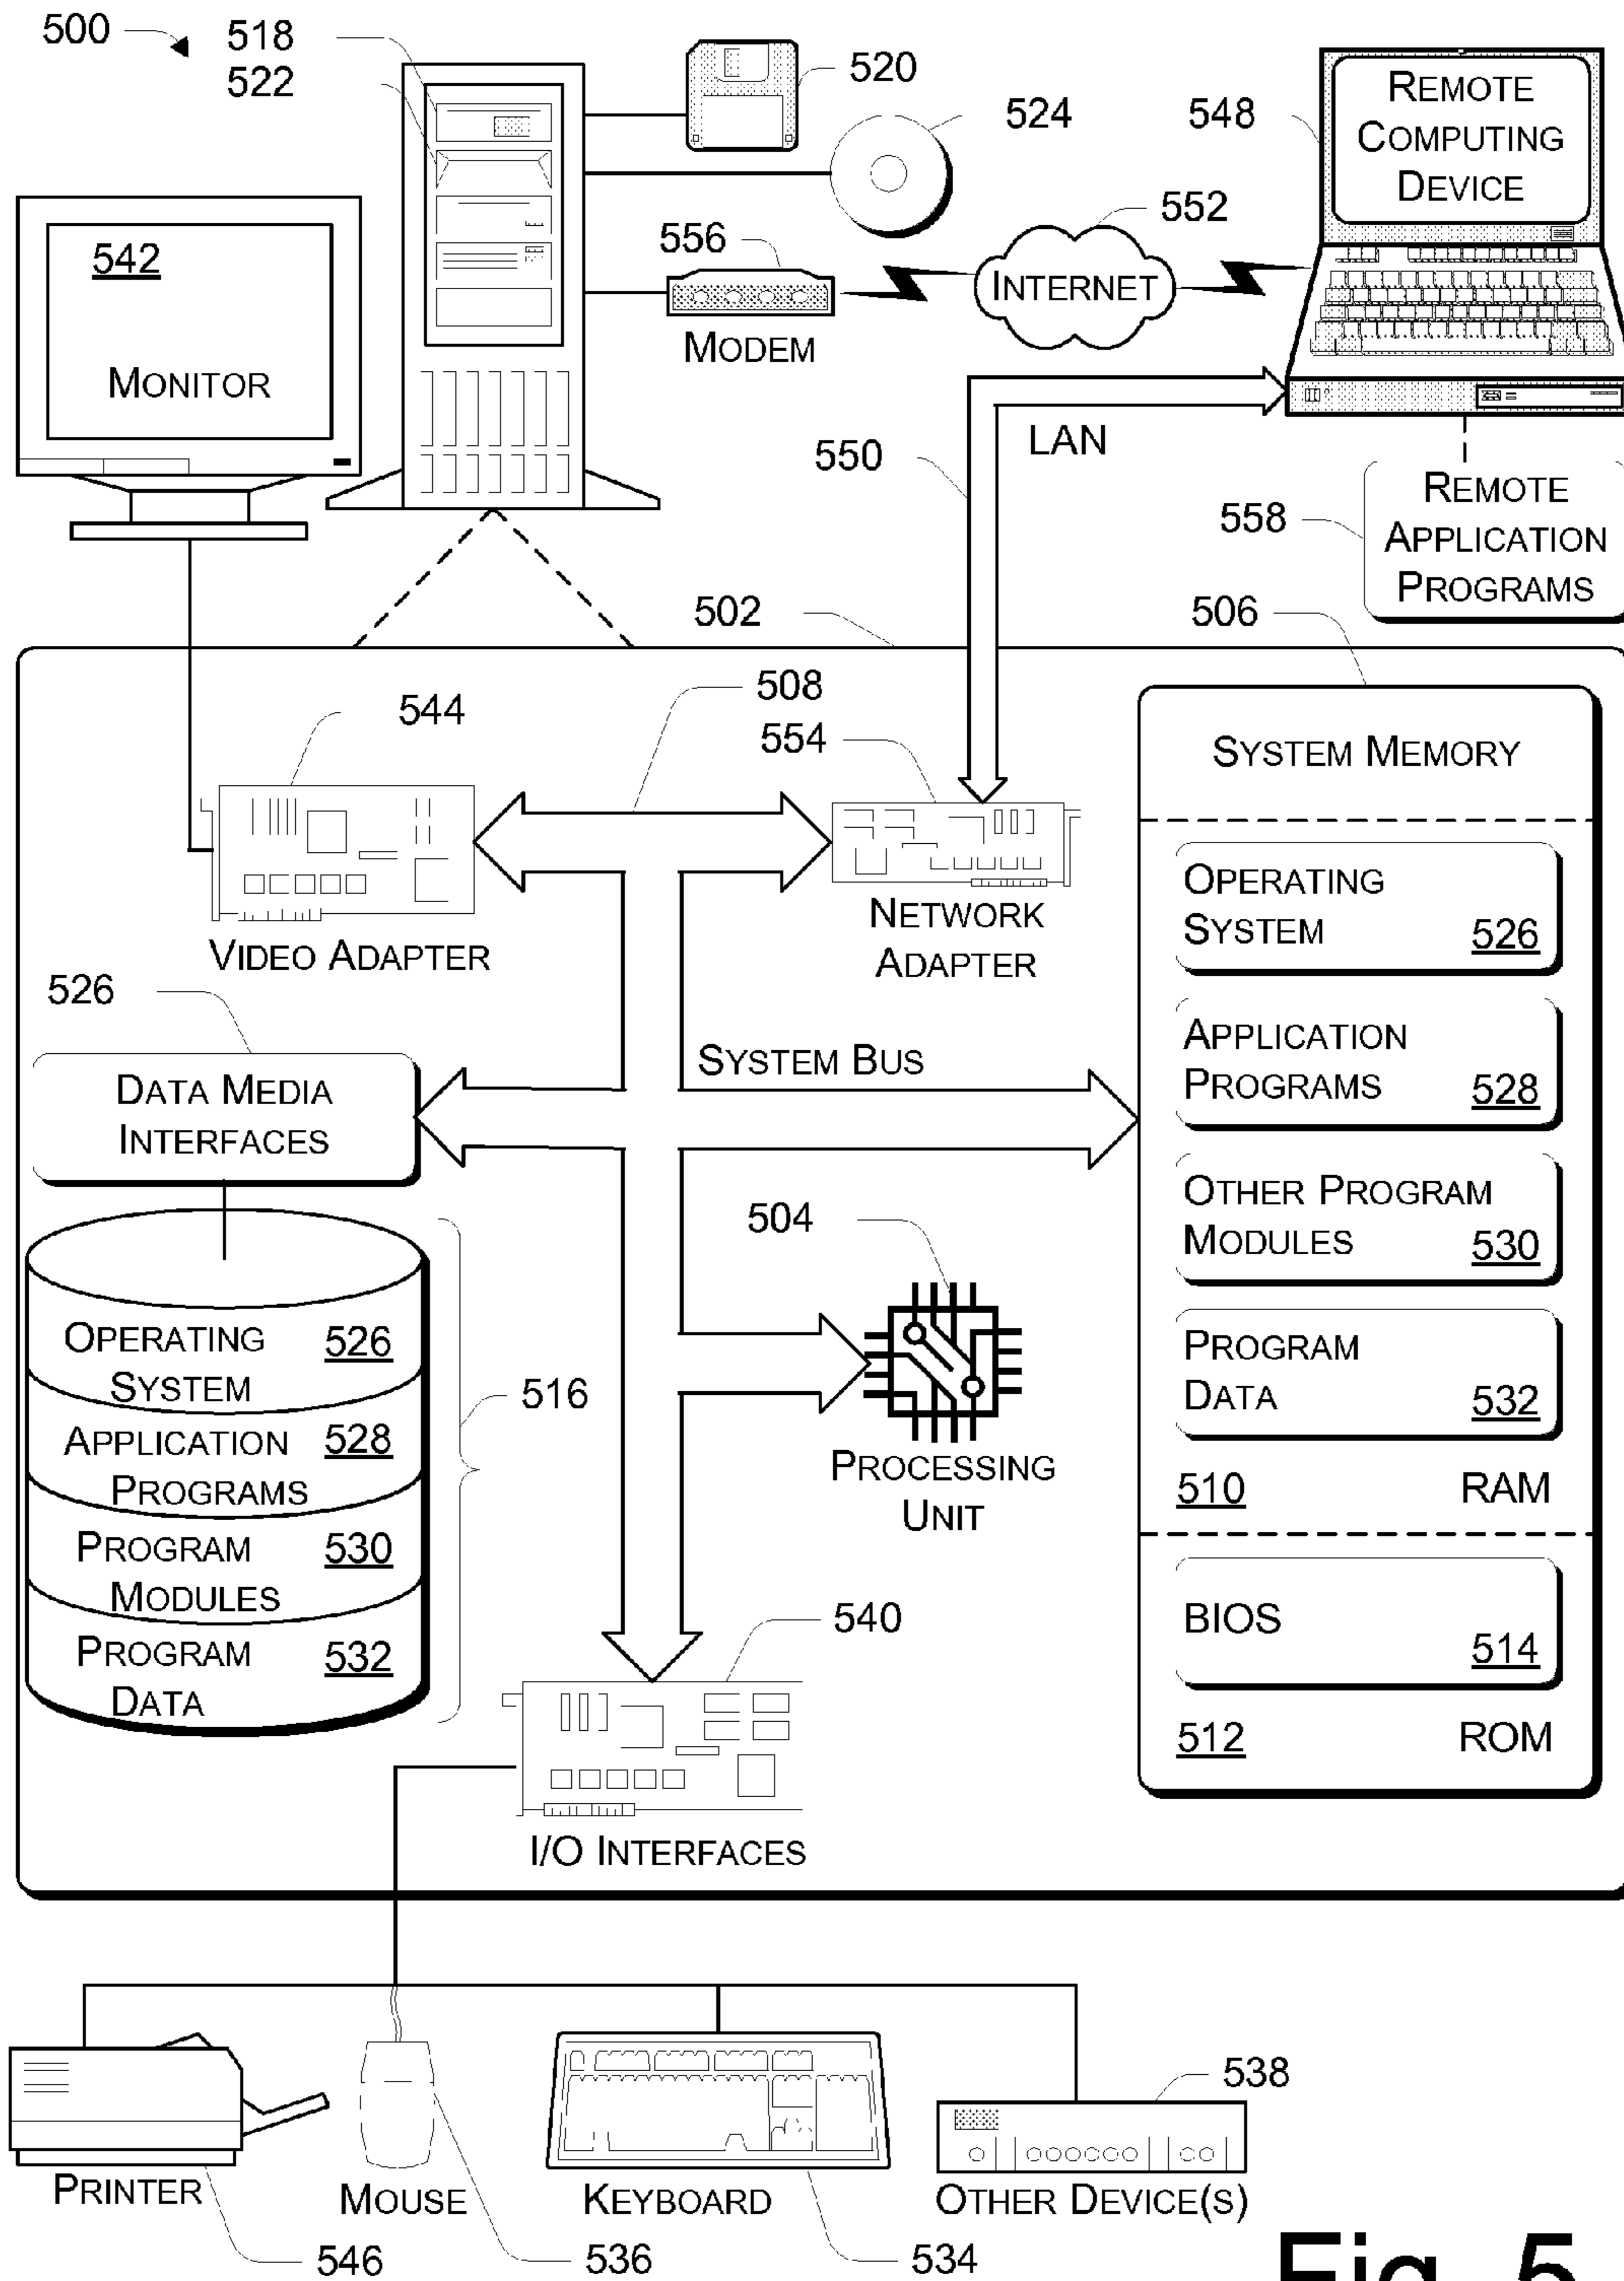 500
518
522
520
524
548
REMOTE
COMPUTING
DEVICE
552
556
INTERNET
MODEM
542
MONITOR
LAN
550
558
REMOTE
APPLICATION
PROGRAMS
502
506
508
544
554
SYSTEM MEMORY
VIDEO ADAPTER
NETWORK
ADAPTER
OPERATING
SYSTEM 526
526
DATA MEDIA
INTERFACES
SYSTEM BUS
APPLICATION
PROGRAMS 528
OTHER PROGRAM
MODULES 530
504
PROCESSING
UNIT
PROGRAM
DATA 532
510 RAM
OPERATING 526
SYSTEM
APPLICATION 528
PROGRAMS
PROGRAM 530
MODULES
PROGRAM 532
DATA
516
BIOS
514
512 ROM
540
I/O INTERFACES
PRINTER
546
MOUSE
536
KEYBOARD
534
538
OTHER DEVICE(S)
Fig. 5